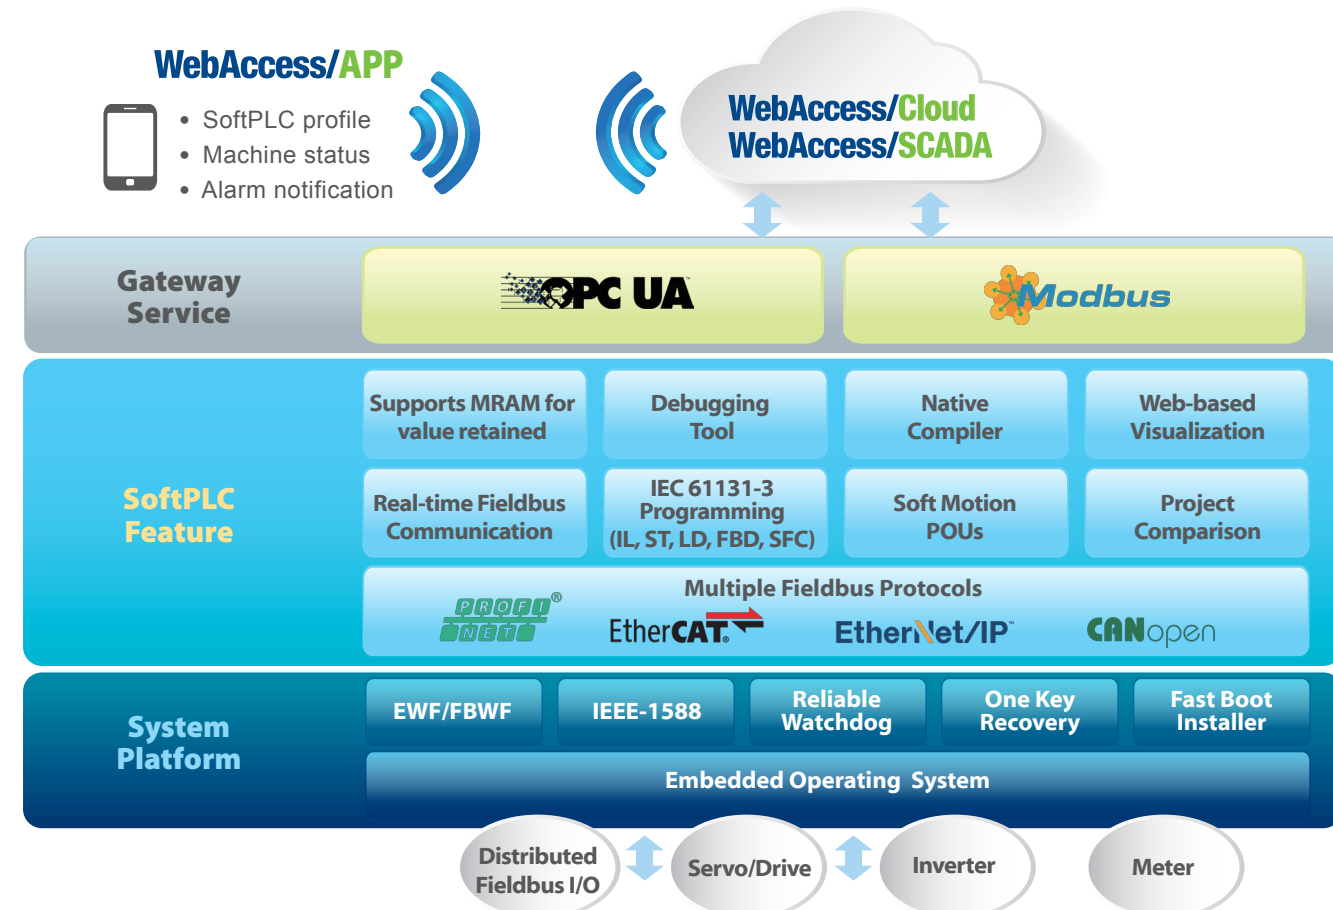 WebAccess/APP
• SoftPLC profile
• Machine status
• Alarm notification
WebAccess/Cloud
WebAccess/SCADA
Gateway
Service
OPC UA™
Modbus
SoftPLC
Feature
Supports MRAM for
value retained
Debugging
Tool
Native
Compiler
Web-based
Visualization
Real-time Fieldbus
Communication
IEC 61131-3
Programming
(IL, ST, LD, FBD, SFC)
Soft Motion
POUs
Project
Comparison
Multiple Fieldbus Protocols
PROFI®
NET
EtherCAT®
EtherNet/IP™
CANopen
System
Platform
EWF/FBWF
IEEE-1588
Reliable
Watchdog
One Key
Recovery
Fast Boot
Installer
Embedded Operating System
Distributed
Fieldbus I/O
Servo/Drive
Inverter
Meter